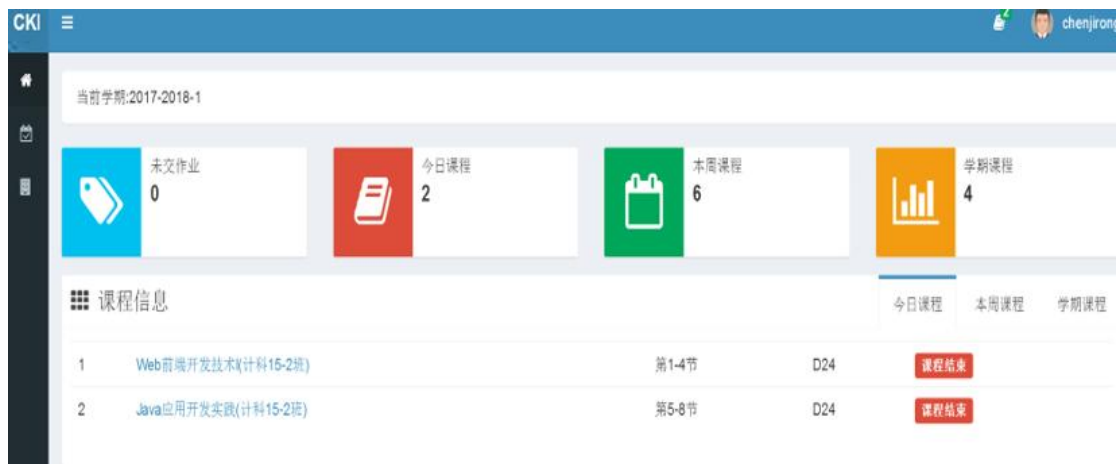 CKI
2
chenjirong
当前学期:2017-2018-1
未交作业
0
今日课程
2
本周课程
6
学期课程
4
课程信息
今日课程 本周课程 学期课程
1 Web前端开发技术I(计科15-2班) 第1-4节 D24 课程结束
2 Java应用开发实践(计科15-2班) 第5-8节 D24 课程结束